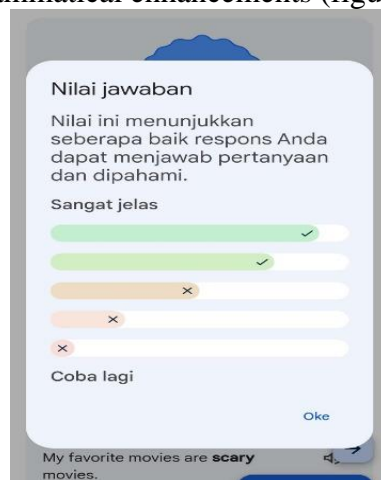 Nilai jawaban
Nilai ini menunjukkan
seberapa baik respons Anda
dapat menjawab pertanyaan
dan dipahami.
Sangat jelas
Coba lagi
Oke
My favorite movies are scary
movies.